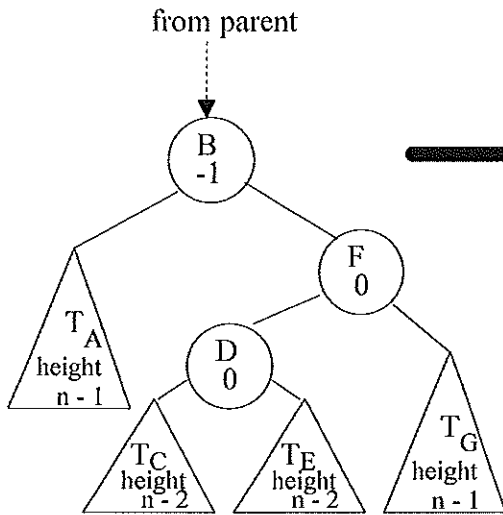 from parent
B
-1
F
0
T A
height
n - 1
D
0
T C
height
n - 2
T E
height
n - 2
T G
height
n - 1